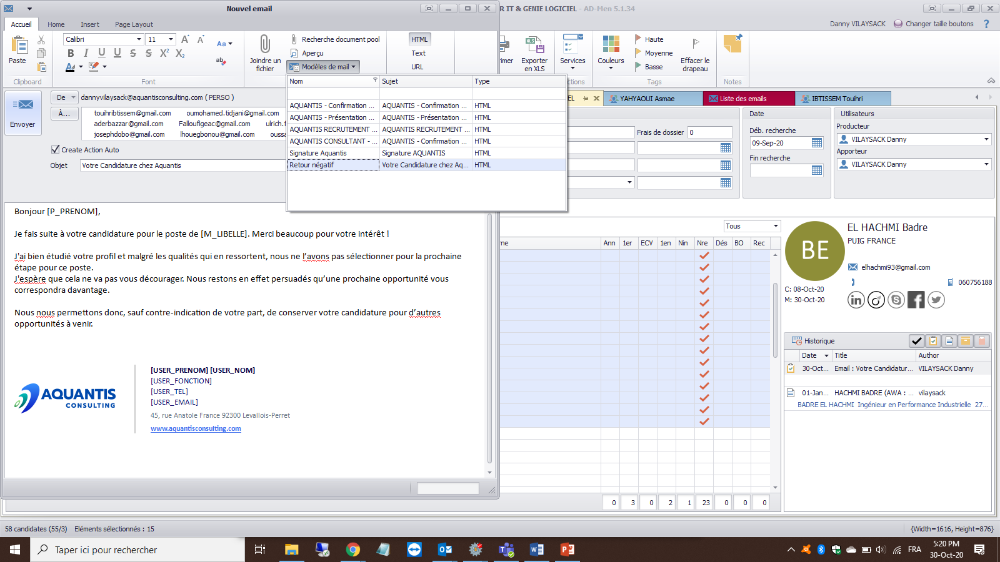 Nouvel email
R IT & GENIE LOGICIEL - AD-Men 5.1.34
Accueil Home Insert Page Layout
Danny VILAYSACK Changer taille boutons ?
Calibri 11
Coller
Paste
Clipboard
Font
Aa
B I U U S S X² X₂
ab
Joindre un fichier
Recherche document pool
Aperçu
Modèles de mail
HTML
Text
URL
imer
Exporter en XLS
Services
ctions
Couleurs
Haute
Moyenne
Basse
Effacer le drapeau
Tags
Notes
Envoyer
De dannyvilaysack@aquantisconsulting.com ( PERSO )
À...
touihribtissem@gmail.com oumohamed.tidjani@gmail.com
aderbazzar@gmail.com Falloufigeac@gmail.com ulrich.f
josephdobo@gmail.com lhouegbonou@gmail.com oussa
Create Action Auto
Objet Votre Candidature chez Aquantis
Nom Sujet Type
AQUANTIS - Confirmation ... AQUANTIS - Confirmation ... HTML
AQUANTIS - Présentation ... AQUANTIS - Présentation ... HTML
AQUANTIS RECRUTEMENT ... AQUANTIS RECRUTEMENT ... HTML
AQUANTIS CONSULTANT - ... AQUANTIS - Confirmation ... HTML
Signature Aquantis Signature AQUANTIS HTML
Retour négatif Votre Candidature chez Aq... HTML
EL YAHYAOUI Asmae Liste des emails IBTISSEM Touihri
Frais de dossier 0
Date
Déb. recherche
09-Sep-20
Fin recherche
Utilisateurs
Producteur
VILAYSACK Danny
Apporteur
VILAYSACK Danny
Bonjour [P_PRENOM],
Je fais suite à votre candidature pour le poste de [M_LIBELLE]. Merci beaucoup pour votre intérêt !
J'ai bien étudié votre profil et malgré les qualités qui en ressortent, nous ne l’avons pas sélectionner pour la prochaine
étape pour ce poste.
J'espère que cela ne va pas vous décourager. Nous restons en effet persuadés qu’une prochaine opportunité vous
correspondra davantage.
Nous nous permettons donc, sauf contre-indication de votre part, de conserver votre candidature pour d’autres
opportunités à venir.
AQUANTIS
CONSULTING
[USER_PRENOM] [USER_NOM]
[USER_FONCTION]
[USER_TEL]
[USER_EMAIL]
45, rue Anatole France 92300 Levallois-Perret
www.aquantisconsulting.com
Tous
rne Ann 1er ECV 1en Nin Nre Dés BO Rec
0 3 0 2 1 23 0 0 0
BE
EL HACHMI Badre
PUIG FRANCE
elhachmi93@gmail.com
060756188
C: 08-Oct-20
M: 30-Oct-20
Historique
Date Title Author
30-Oct... Email : Votre Candidatur... VILAYSACK Danny
01-Jan... HACHMI BADRE (AWA : ... vilaysack
BADRE EL HACHMI Ingénieur en Performance Industrielle 27...
58 candidates (55/3) Eléments sélectionnés : 15
{Width=1616, Height=876}
Taper ici pour rechercher
FRA
5:20 PM
30-Oct-20